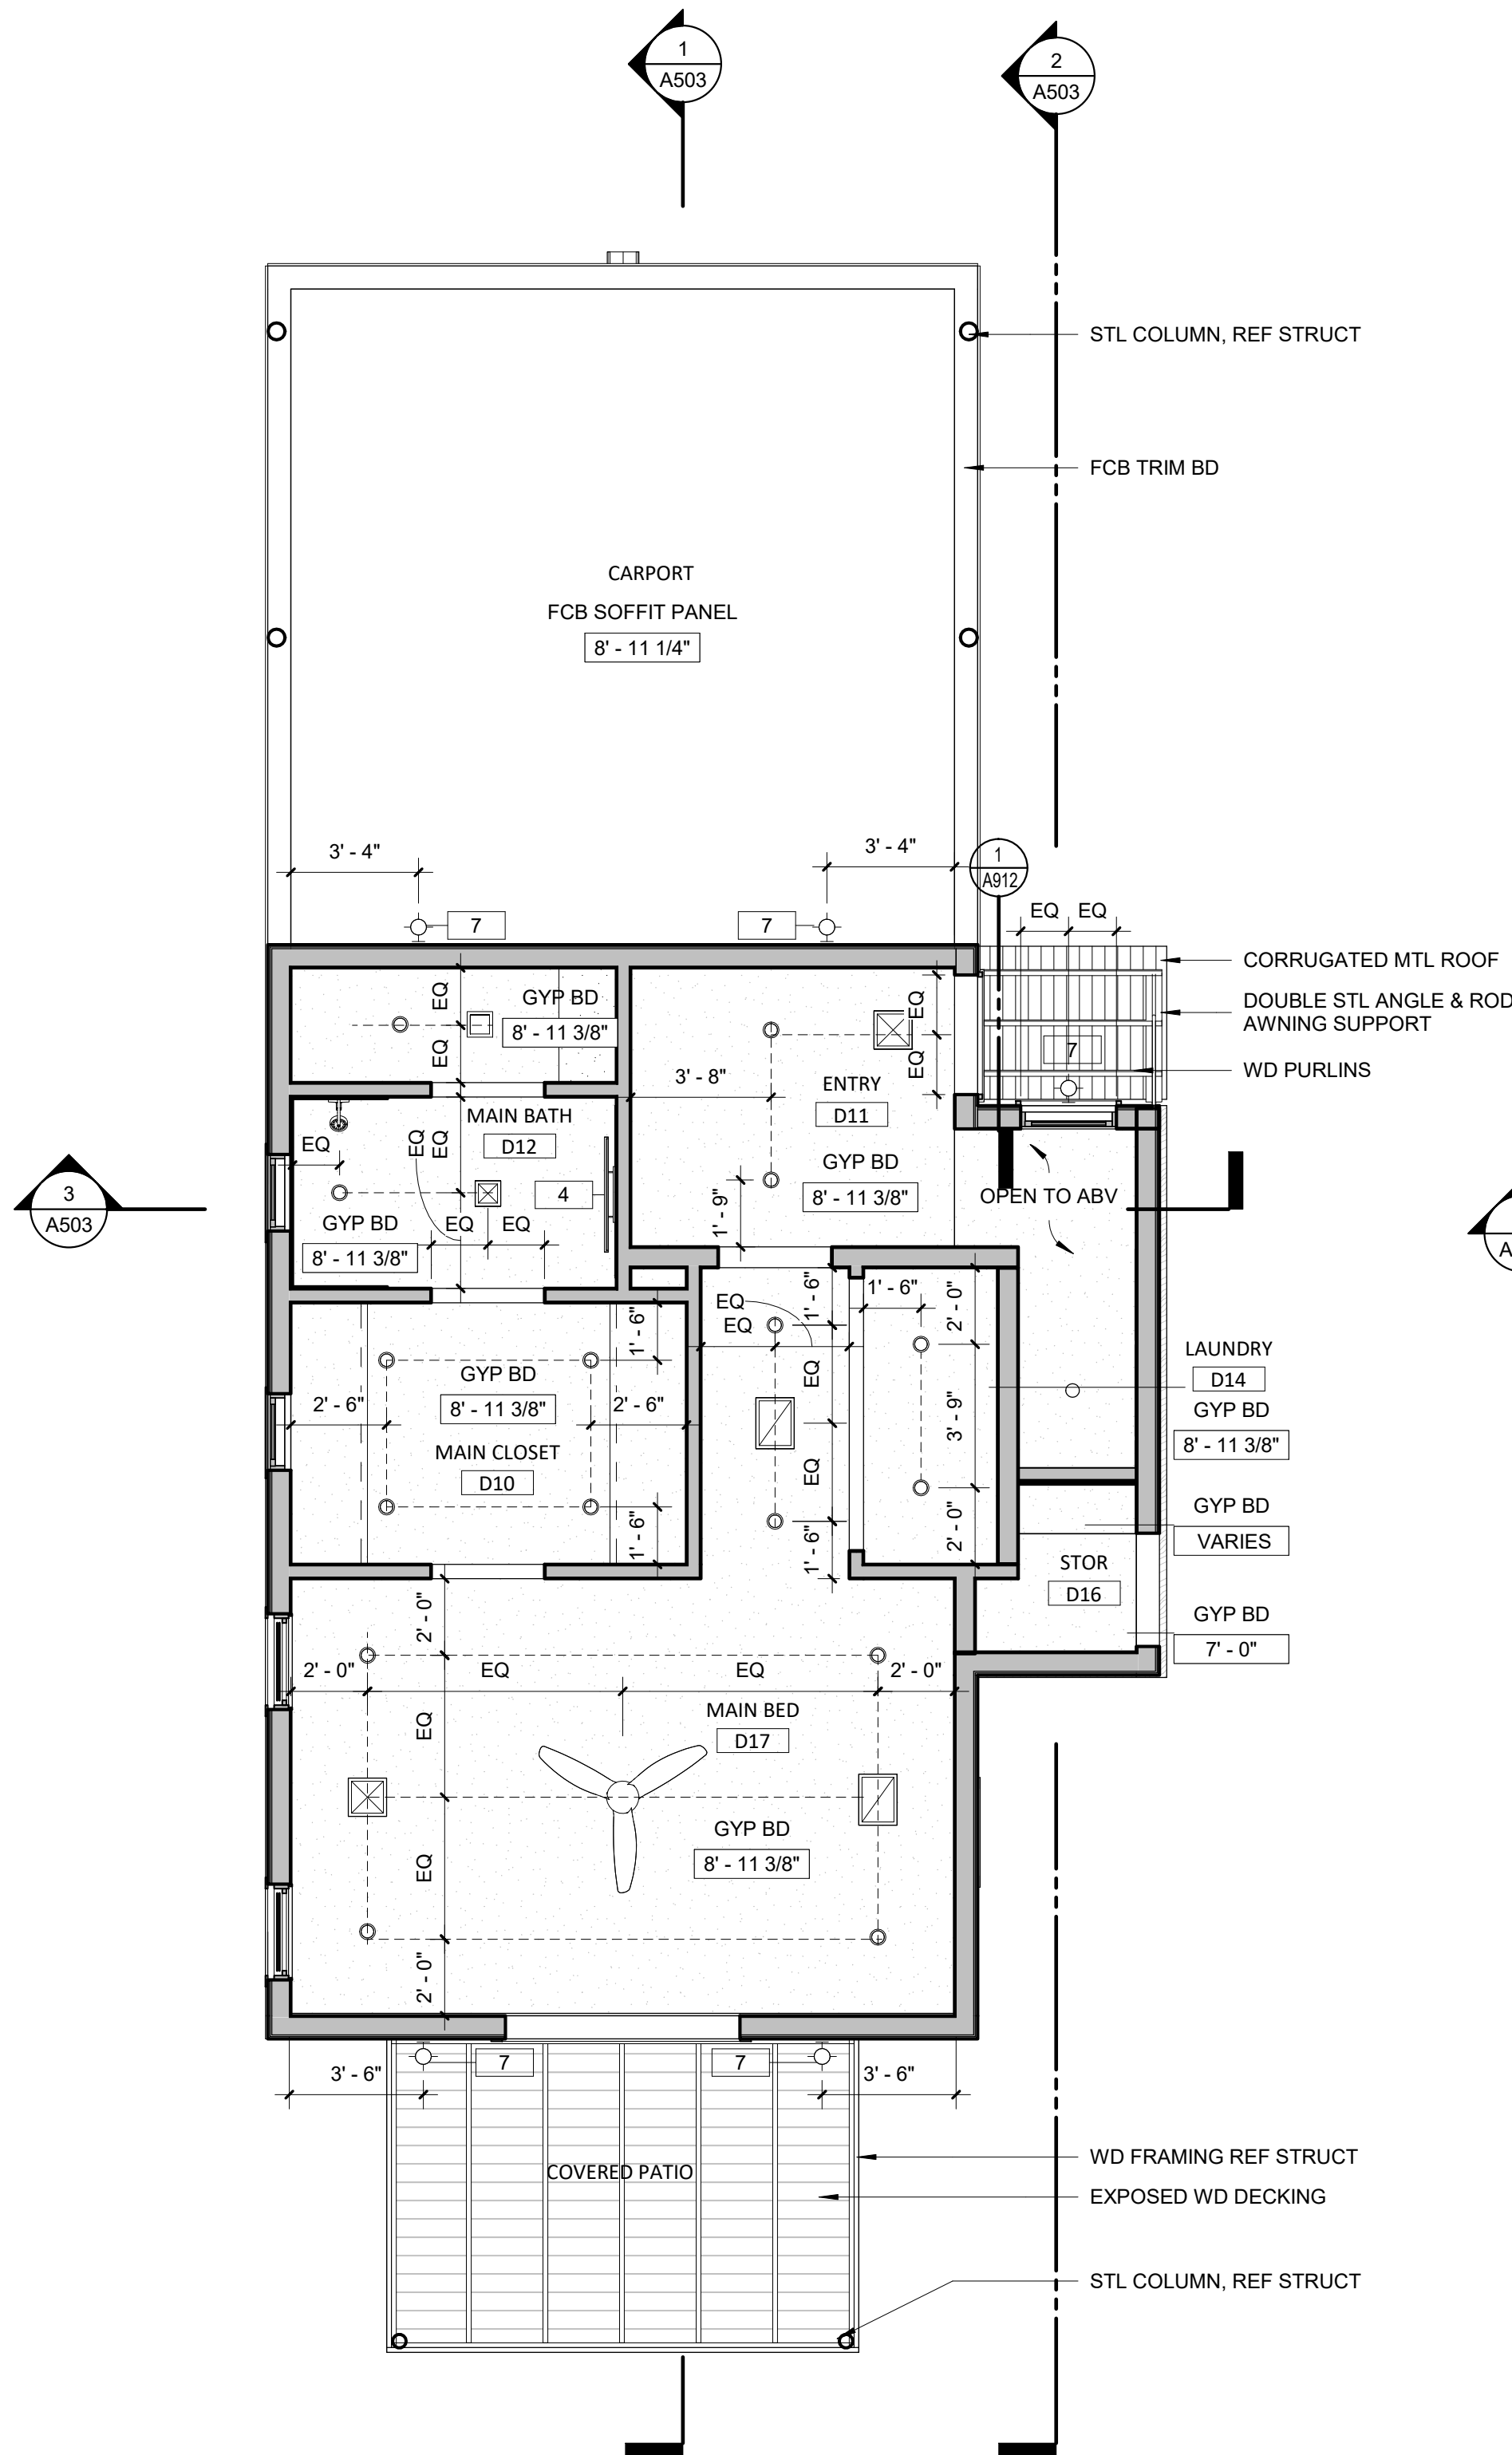 1
A503
2
A503
STL COLUMN, REF STRUCT
FCB TRIM BD
CARPORT
FCB SOFFIT PANEL
8' - 11 1/4"
3' - 4"
3' - 4"
1
A912
7
7
EQ EQ
CORRUGATED MTL ROOF
DOUBLE STL ANGLE & ROD
AWNING SUPPORT
7
WD PURLINS
EQ
EQ
GYP BD
8' - 11 3/8"
EQ
EQ
3' - 8"
ENTRY
D11
GYP BD
8' - 11 3/8"
1' - 9"
MAIN BATH
D12
EQ
EQ
EQ
4
GYP BD
8' - 11 3/8"
EQ EQ
OPEN TO ABV
3
A503
A
EQ
EQ
1' - 6"
1' - 6"
2' - 0"
1' - 6"
GYP BD
8' - 11 3/8"
2' - 6"
2' - 6"
MAIN CLOSET
D10
1' - 6"
EQ
EQ
1' - 6"
3' - 9"
2' - 0"
LAUNDRY
D14
GYP BD
8' - 11 3/8"
GYP BD
VARIES
STOR
D16
GYP BD
7' - 0"
2' - 0"
2' - 0"
EQ
EQ
2' - 0"
EQ
MAIN BED
D17
GYP BD
8' - 11 3/8"
EQ
2' - 0"
7
7
3' - 6"
3' - 6"
COVERED PATIO
WD FRAMING REF STRUCT
EXPOSED WD DECKING
STL COLUMN, REF STRUCT